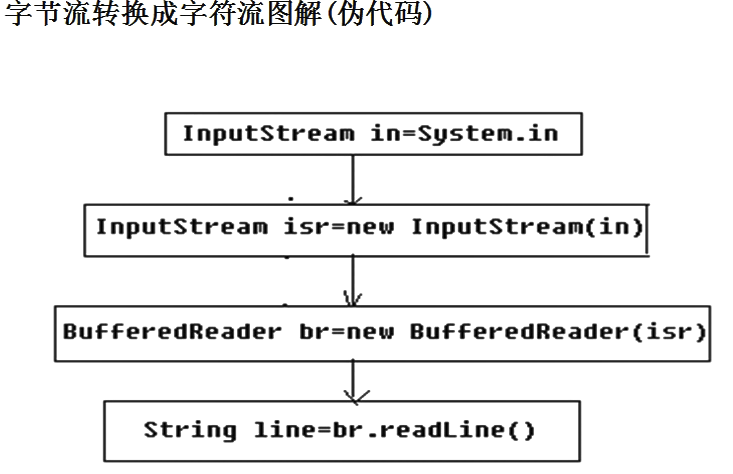 字节流转换成字符流图解(伪代码)
InputStream in=System.in
InputStream isr=new InputStream(in)
BufferedReader br=new BufferedReader(isr)
String line=br.readLine()